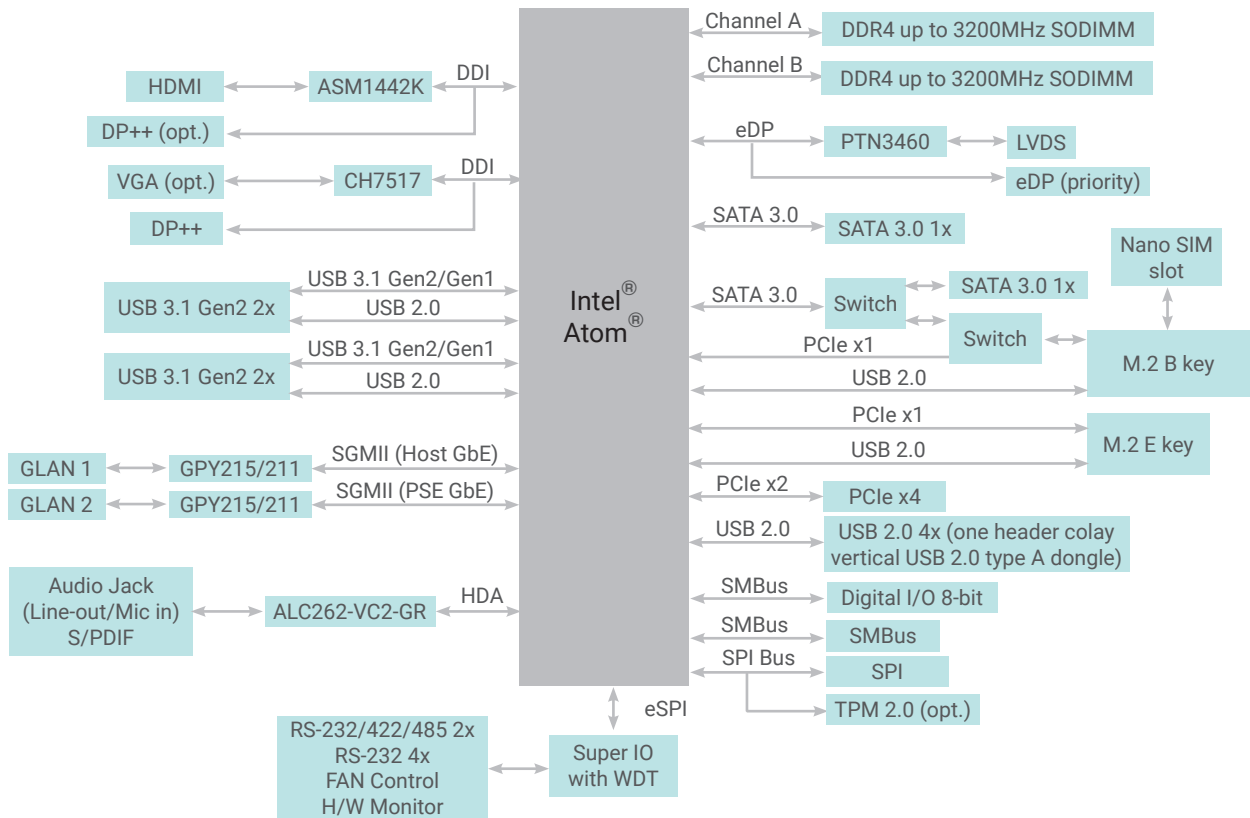 Channel A
DDR4 up to 3200MHz SODIMM
Channel B
DDR4 up to 3200MHz SODIMM
HDMI
ASM1442K
DDI
DP++ (opt.)
VGA (opt.)
CH7517
DDI
DP++
eDP
PTN3460
LVDS
eDP (priority)
SATA 3.0
SATA 3.0 1x
USB 3.1 Gen2 2x
USB 3.1 Gen2/Gen1
USB 2.0
USB 3.1 Gen2 2x
USB 3.1 Gen2/Gen1
USB 2.0
Intel®
Atom®
SATA 3.0
Switch
SATA 3.0 1x
Switch
Nano SIM
slot
PCIe x1
USB 2.0
M.2 B key
PCIe x1
USB 2.0
M.2 E key
GLAN 1
GPY215/211
SGMII (Host GbE)
GLAN 2
GPY215/211
SGMII (PSE GbE)
PCIe x2
PCIe x4
USB 2.0
USB 2.0 4x (one header colay
vertical USB 2.0 type A dongle)
Audio Jack
(Line-out/Mic in)
S/PDIF
ALC262-VC2-GR
HDA
SMBus
Digital I/O 8-bit
SMBus
SMBus
SPI Bus
SPI
TPM 2.0 (opt.)
eSPI
RS-232/422/485 2x
RS-232 4x
FAN Control
H/W Monitor
Super IO
with WDT